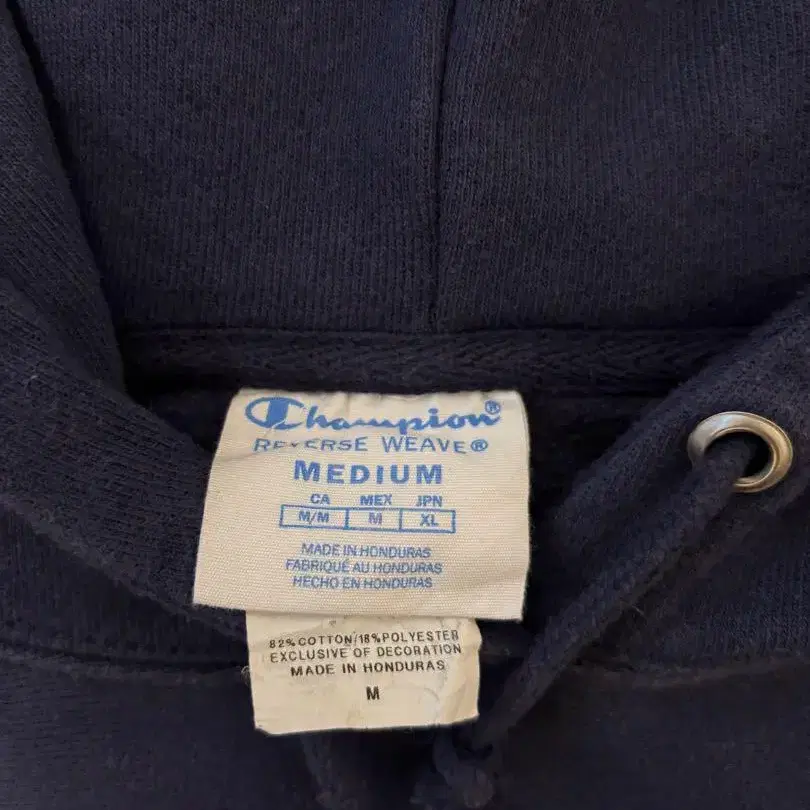 Champion®
REVERSE WEAVE®
MEDIUM
CA MEX JPN
M/M M XL
MADE IN HONDURAS
FABRIQUÉ AU HONDURAS
HECHO EN HONDURAS
82% COTTON/18% POLYESTER
EXCLUSIVE OF DECORATION
MADE IN HONDURAS
M